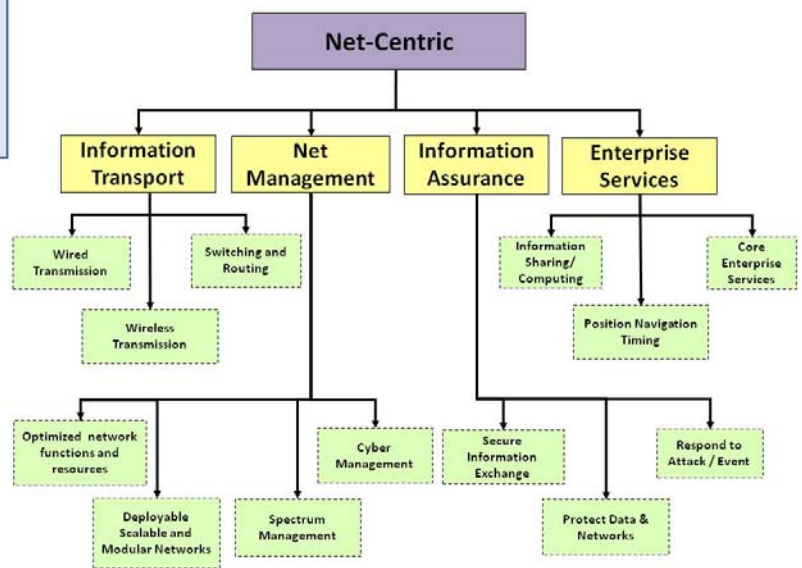 Net-Centric
Information
Transport
Net
Management
Information
Assurance
Enterprise
Services
Wired
Transmission
Switching and
Routing
Wireless
Transmission
Information
Sharing/
Computing
Core
Enterprise
Services
Position Navigation
Timing
Optimized network
functions and
resources
Cyber
Management
Deployable
Scalable and
Modular Networks
Spectrum
Management
Secure
Information
Exchange
Respond to
Attack / Event
Protect Data &
Networks